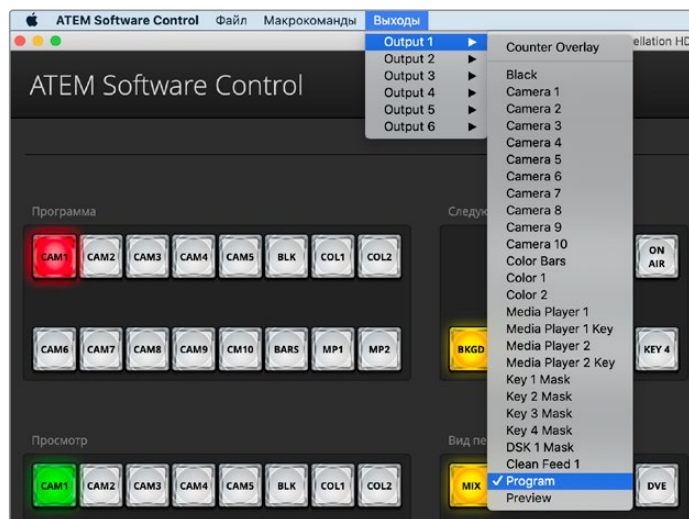 ATEM Software Control Файл Макрокоманды Выходы
ellation HD
ATEM Software Control
Output 1
Output 2
Output 3
Output 4
Output 5
Output 6
Counter Overlay
Black
Camera 1
Camera 2
Camera 3
Camera 4
Camera 5
Camera 6
Camera 7
Camera 8
Camera 9
Camera 10
Color Bars
Color 1
Color 2
Media Player 1
Media Player 1 Key
Media Player 2
Media Player 2 Key
Key 1 Mask
Key 2 Mask
Key 3 Mask
Key 4 Mask
DSK 1 Mask
Clean Feed 1
Program
Preview
Программа
CAM1 CAM2 CAM3 CAM4 CAM5 BLK COL1 COL2
CAM6 CAM7 CAM8 CAM9 CM10 BARS MP1 MP2
Следую
ON
AIR
BKGD
KEY 4
Просмотр
CAM1 CAM2 CAM3 CAM4 CAM5 BLK COL1 COL2
Вид пе
MIX
DVE